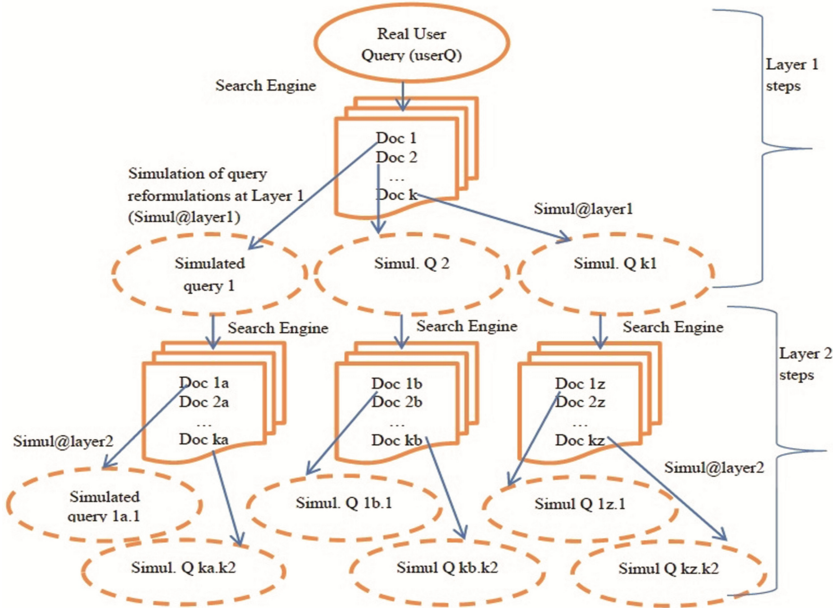 Real User
Query (userQ)
Layer 1
steps
Search Engine
Doc 1
Doc 2
...
Doc k
Simulation of query
reformulations at Layer 1
(Simul@layer1)
Simul@layer1
Simulated
query 1
Simul. Q 2
Simul. Q k1
Search Engine
Search Engine
Search Engine
Layer 2
steps
Doc 1a
Doc 2a
...
Doc ka
Doc 1b
Doc 2b
...
Doc kb
Doc 1z
Doc 2z
...
Doc kz
Simul@layer2
Simul@layer2
Simulated
query 1a.1
Simul. Q 1b.1
Simul Q 1z.1
Simul. Q ka.k2
Simul Q kb.k2
Simul Q kz.k2